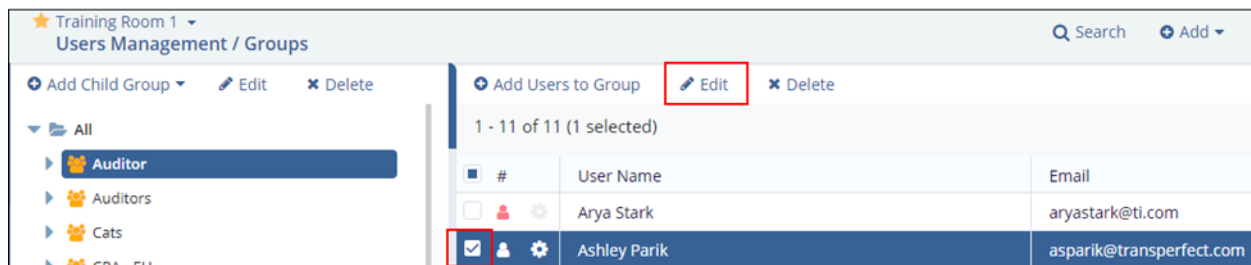 Training Room 1
Users Management / Groups
Search
Add
Add Child Group
Edit
Delete
Add Users to Group
Edit
Delete
All
Auditor
Auditors
Cats
1 - 11 of 11 (1 selected)
# User Name Email
Arya Stark aryastark@ti.com
Ashley Parik asparik@transperfect.com